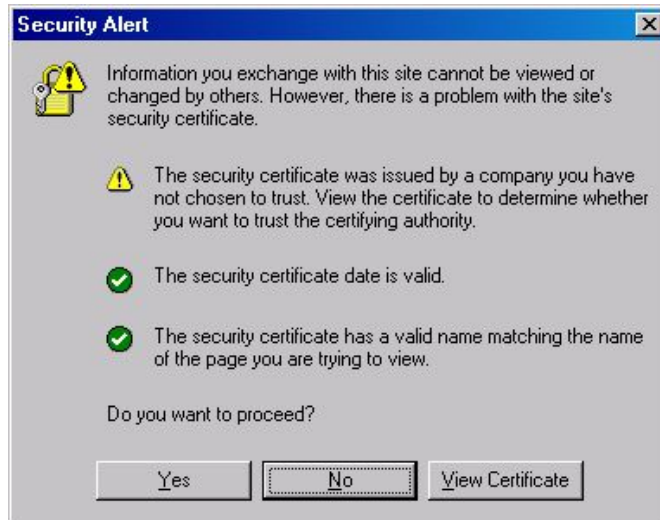 Security Alert
Information you exchange with this site cannot be viewed or
changed by others. However, there is a problem with the site's
security certificate.
The security certificate was issued by a company you have
not chosen to trust. View the certificate to determine whether
you want to trust the certifying authority.
The security certificate date is valid.
The security certificate has a valid name matching the name
of the page you are trying to view.
Do you want to proceed?
Yes No View Certificate